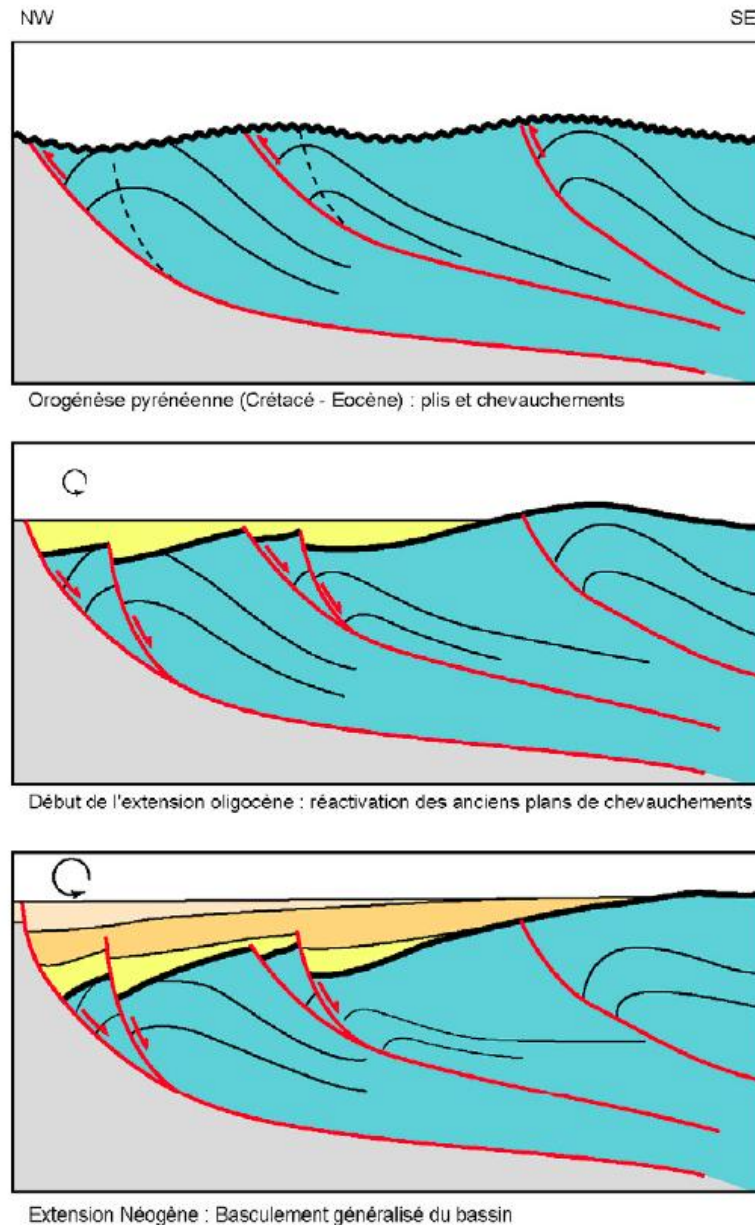 NW SE
Orogénèse pyrénéenne (Crétacé - Eocène) : plis et chevauchements
Début de l'extension oligocène : réactivation des anciens plans de chevauchements
Extension Néogène : Basculement généralisé du bassin